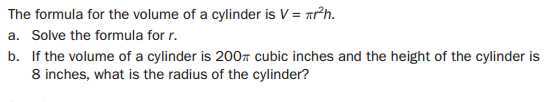 The formula for the volume of a cylinder is V = πr²h.
a. Solve the formula for r.
b. If the volume of a cylinder is 200π cubic inches and the height of the cylinder is
8 inches, what is the radius of the cylinder?